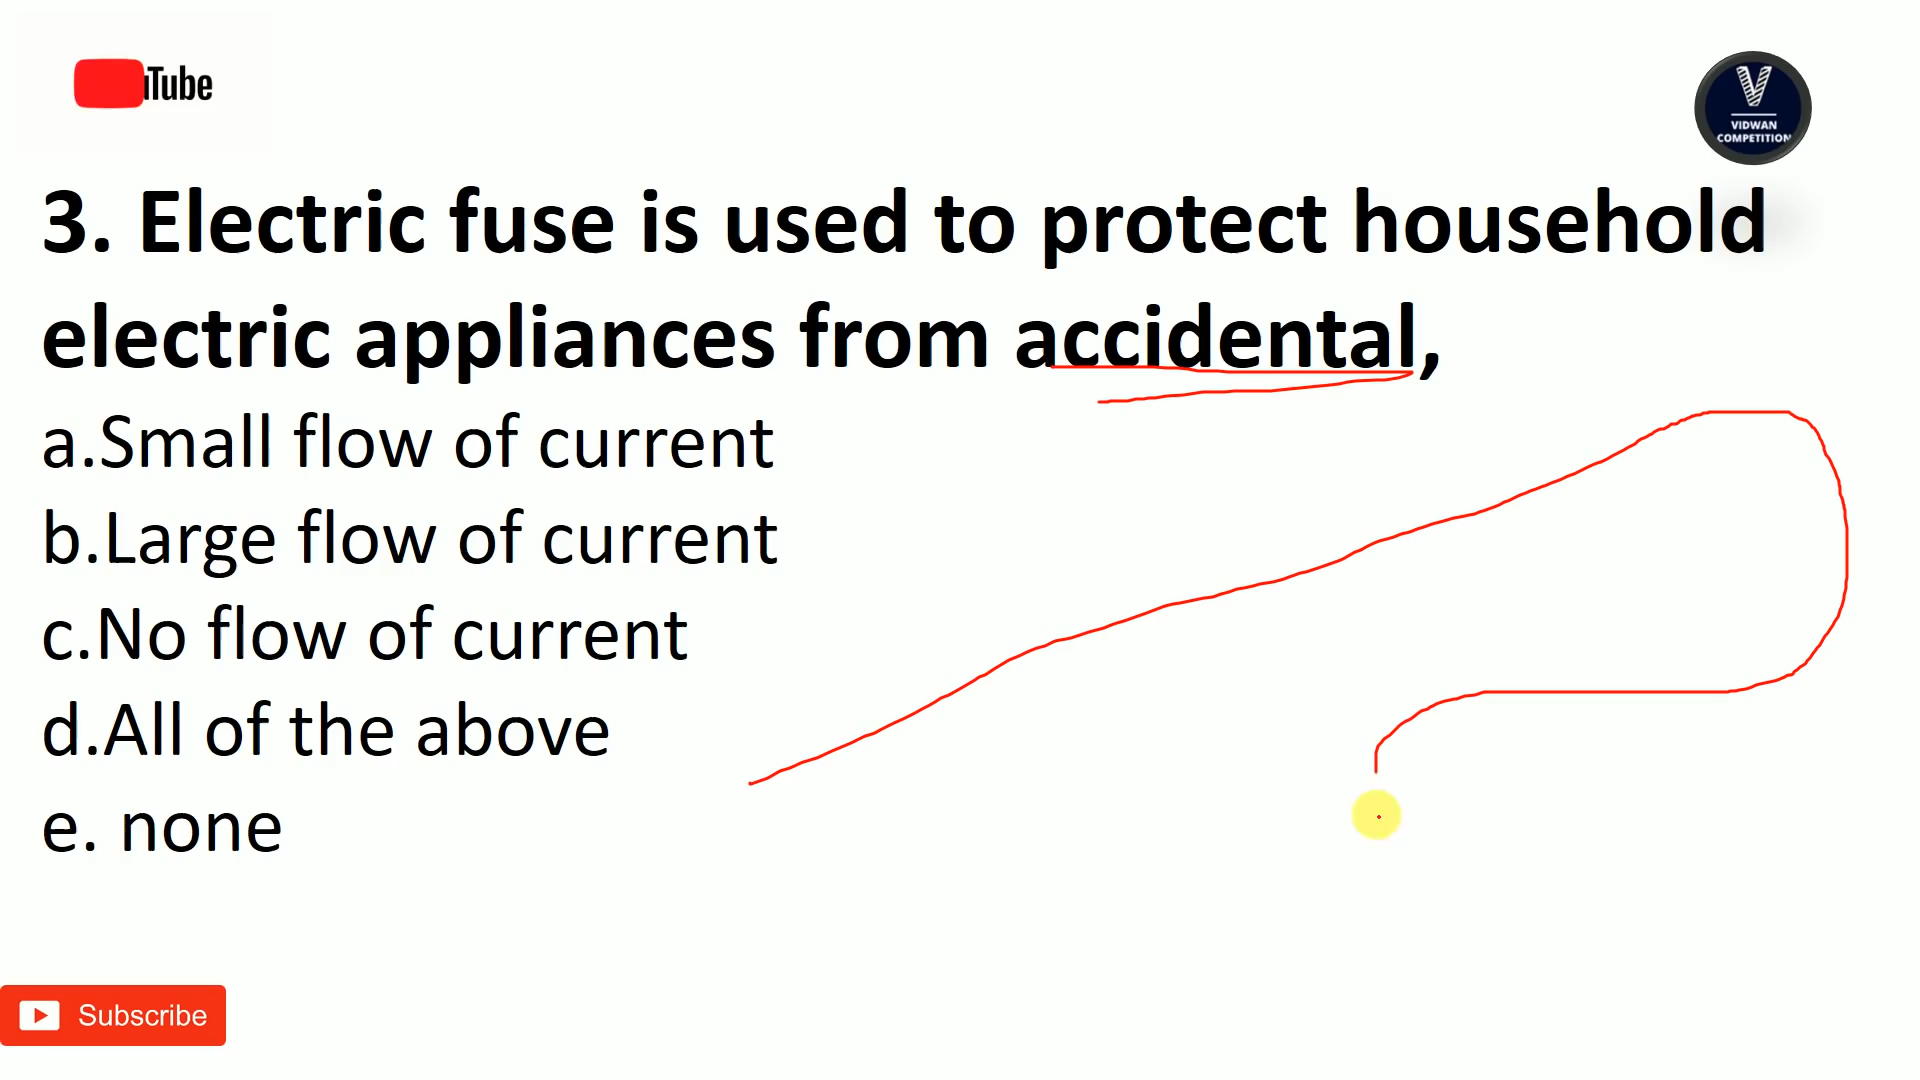 Tube
V
VIDWAN
COMPETITION
3. Electric fuse is used to protect household
electric appliances from accidental,
a.Small flow of current
b.Large flow of current
c.No flow of current
d.All of the above
e. none
Subscribe